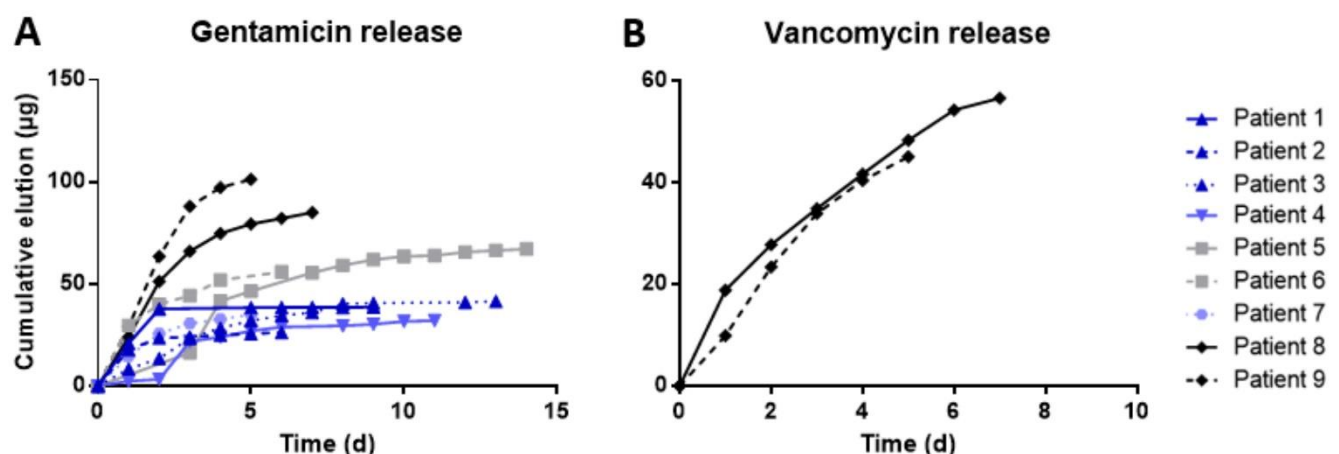 A
Gentamicin release
Cumulative elution (µg)
150
100
50
0
0 5 10 15
Time (d)
B
Vancomycin release
60
40
20
0
0 2 4 6 8 10
Time (d)
Patient 1
Patient 2
Patient 3
Patient 4
Patient 5
Patient 6
Patient 7
Patient 8
Patient 9